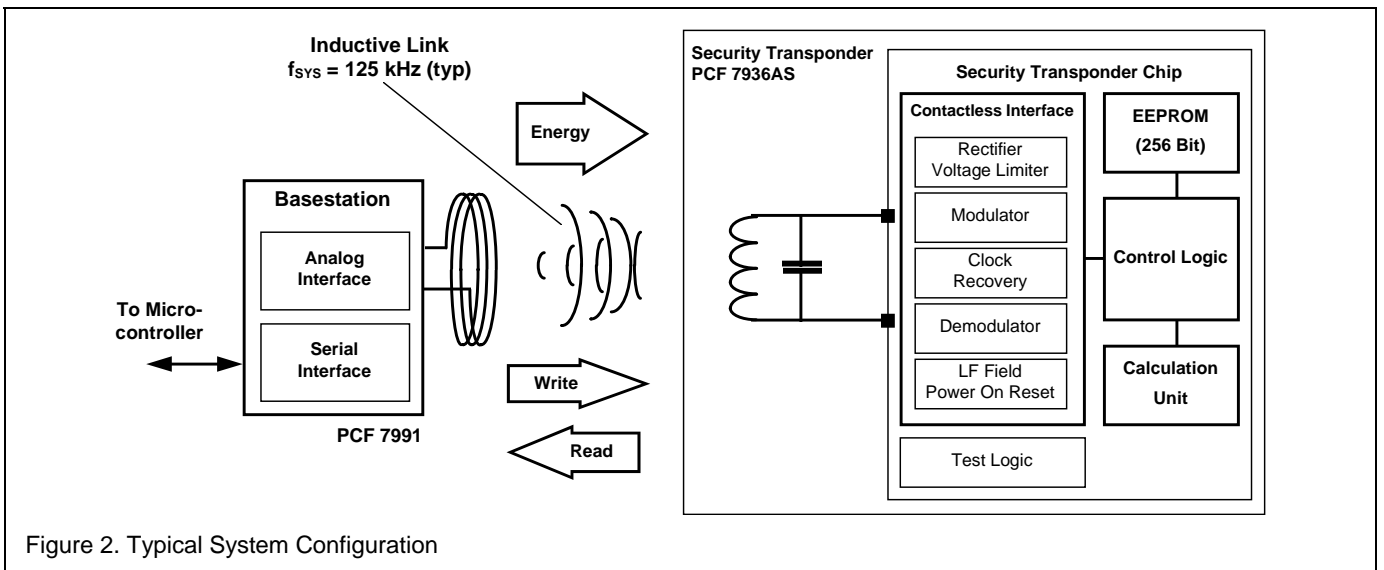 Inductive Link
fSYS = 125 kHz (typ)
Energy
Basestation
Analog
Interface
Serial
Interface
To Micro-
controller
PCF 7991
Write
Read
Security Transponder
PCF 7936AS
Security Transponder Chip
Contactless Interface
Rectifier
Voltage Limiter
Modulator
Clock
Recovery
Demodulator
LF Field
Power On Reset
Test Logic
EEPROM
(256 Bit)
Control Logic
Calculation
Unit
Figure 2. Typical System Configuration